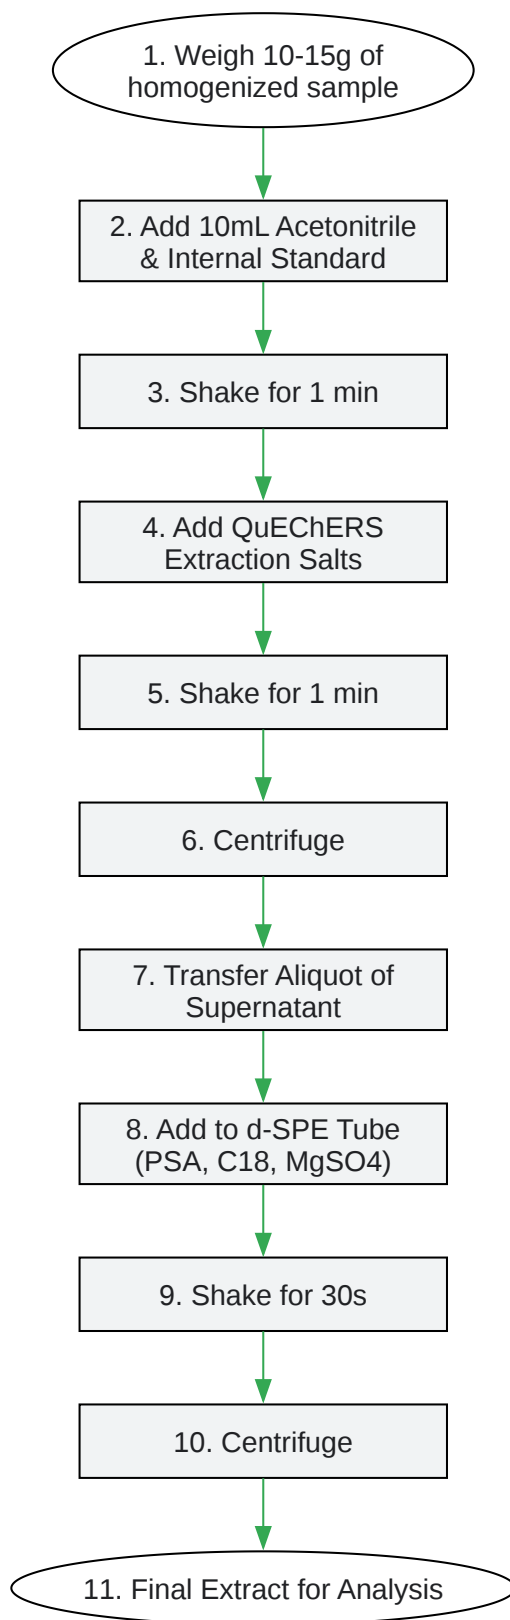 1. Weigh 10-15g of
homogenized sample
2. Add 10mL Acetonitrile
& Internal Standard
3. Shake for 1 min
4. Add QuEChERS
Extraction Salts
5. Shake for 1 min
6. Centrifuge
7. Transfer Aliquot of
Supernatant
8. Add to d-SPE Tube
(PSA, C18, MgSO4)
9. Shake for 30s
10. Centrifuge
11. Final Extract for Analysis